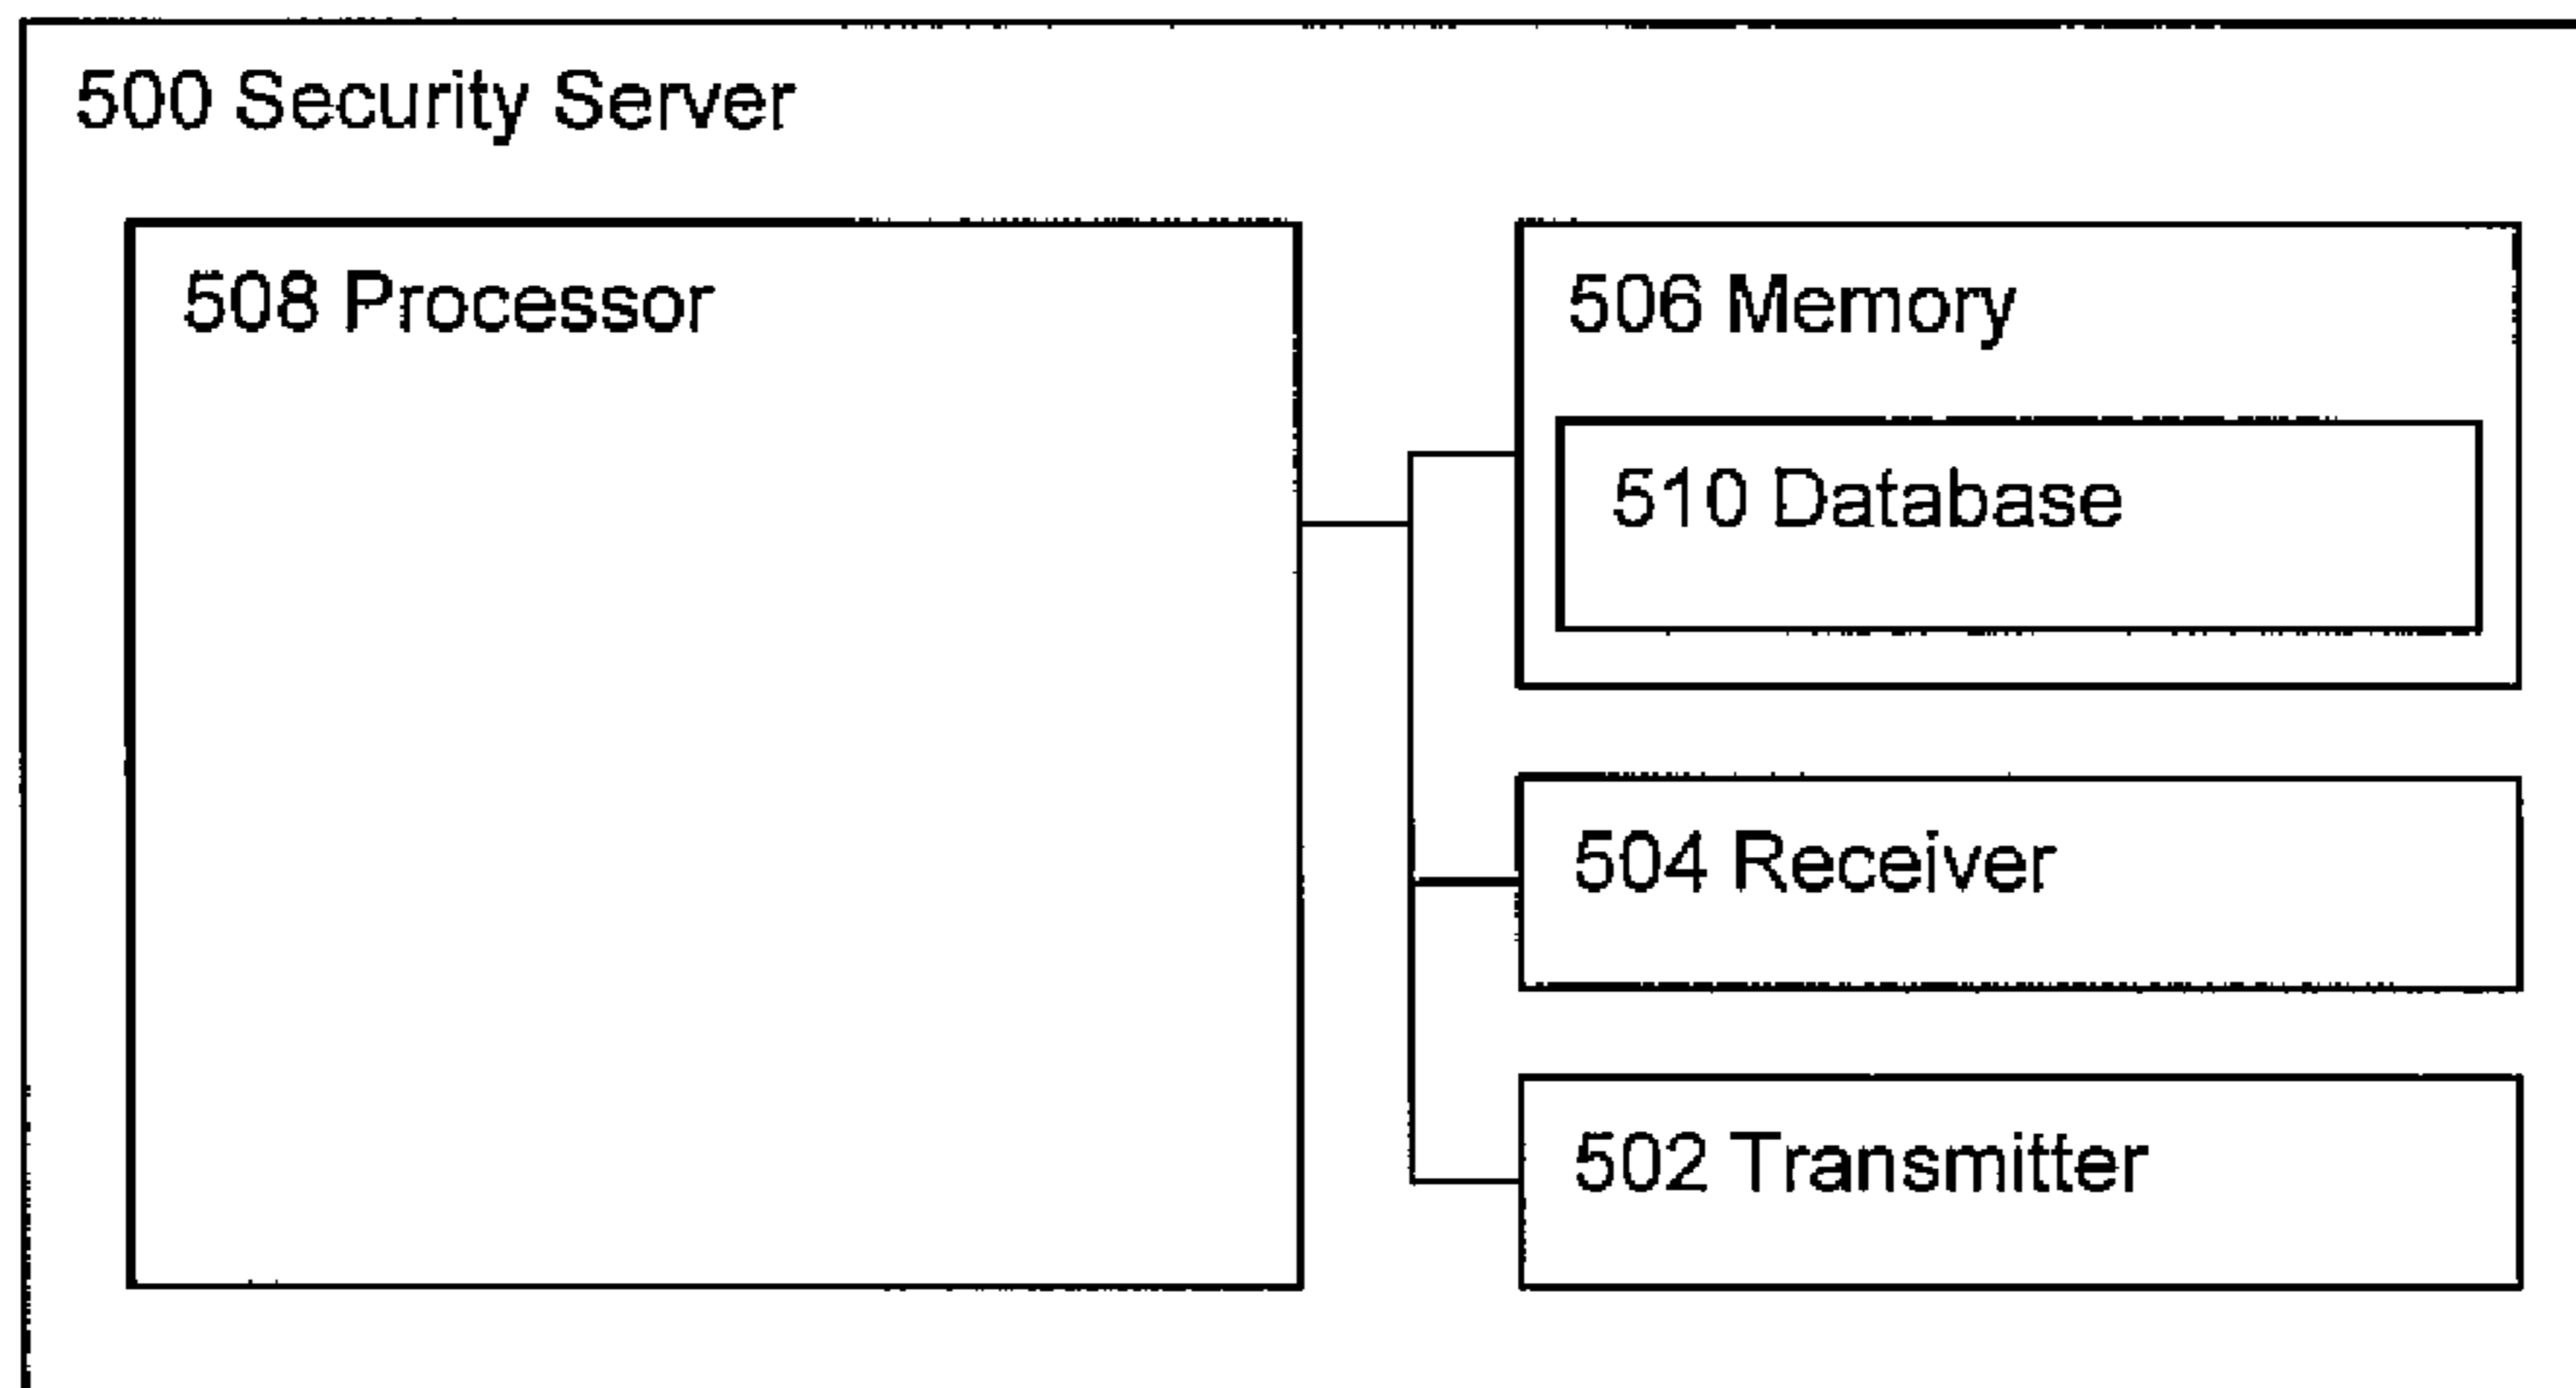 500 Security Server
508 Processor
506 Memory
510 Database
504 Receiver
502 Transmitter